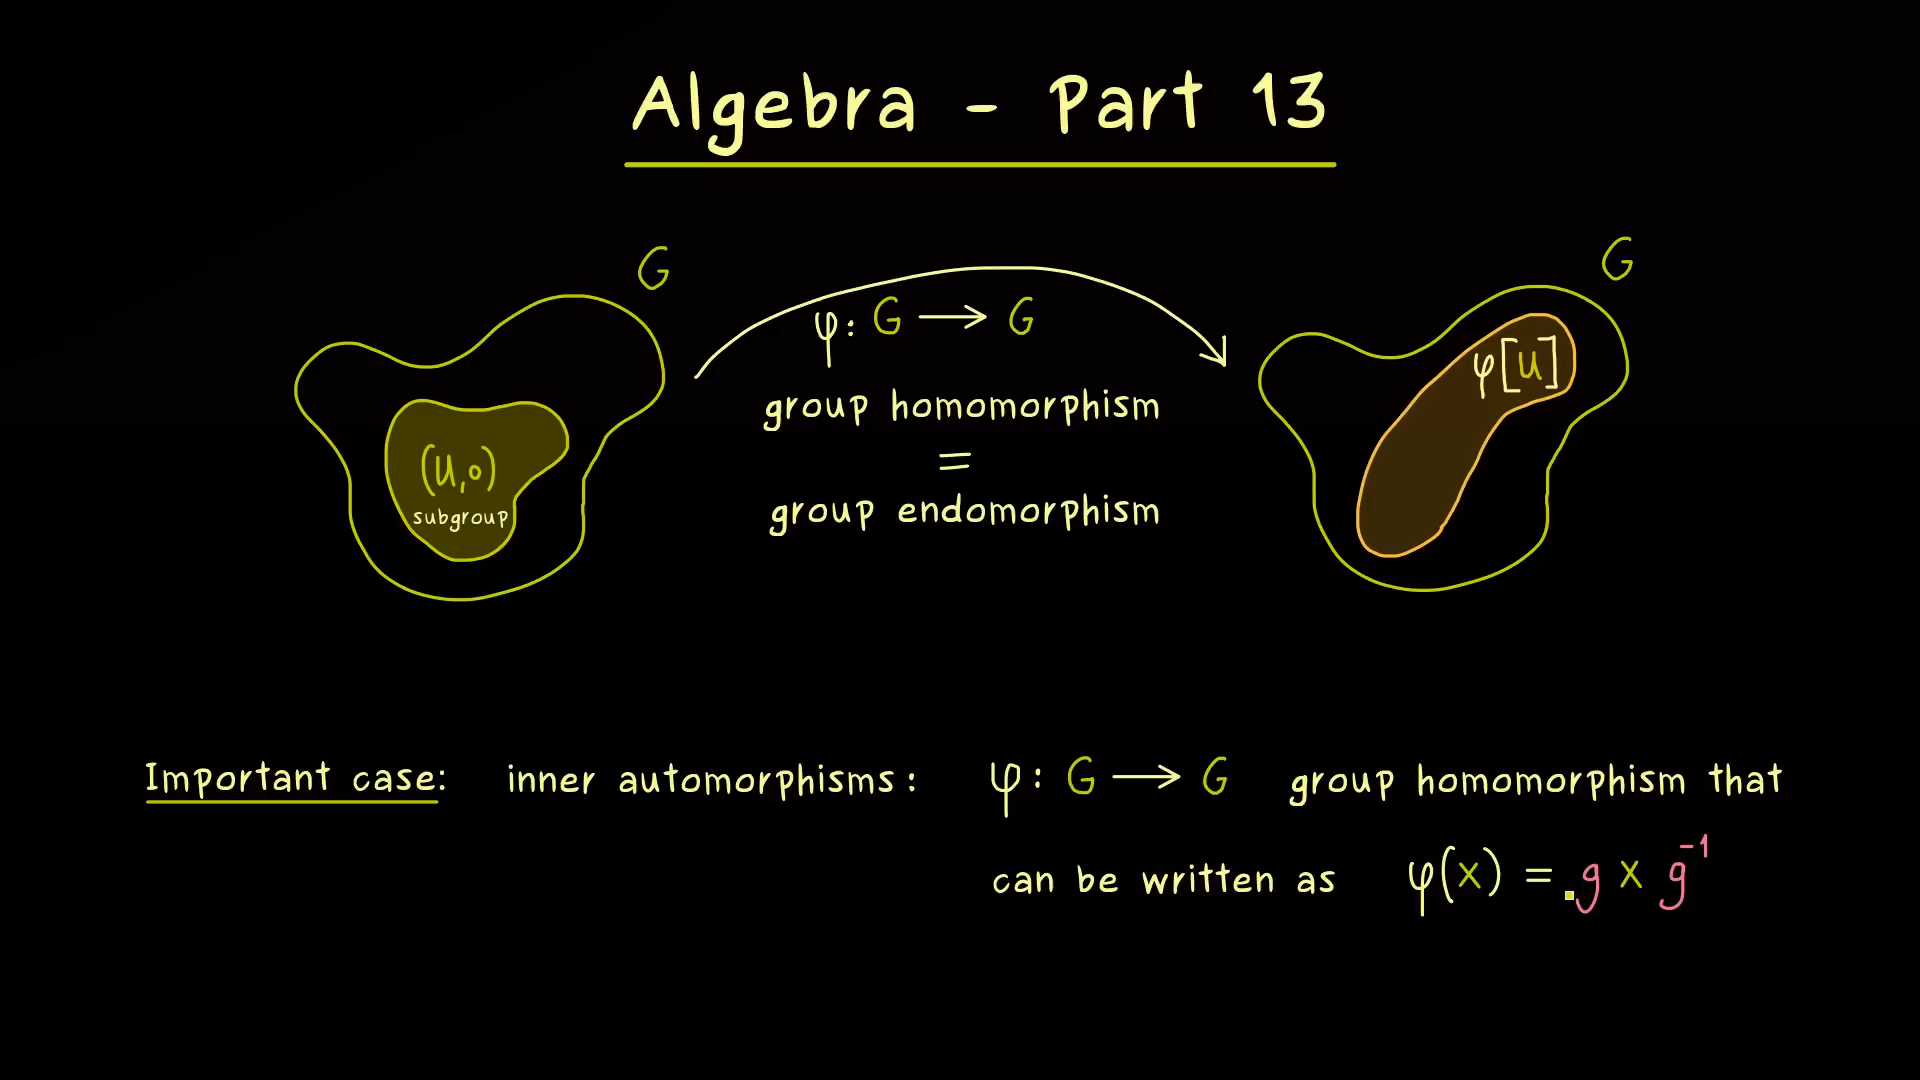 Algebra - Part 13
G
G
φ: G ⟶ G
φ[U]
group homomorphism
(U,∘)
=
subgroup
group endomorphism
Important case: inner automorphisms: φ: G ⟶ G group homomorphism that
can be written as φ(x) = g x g⁻¹